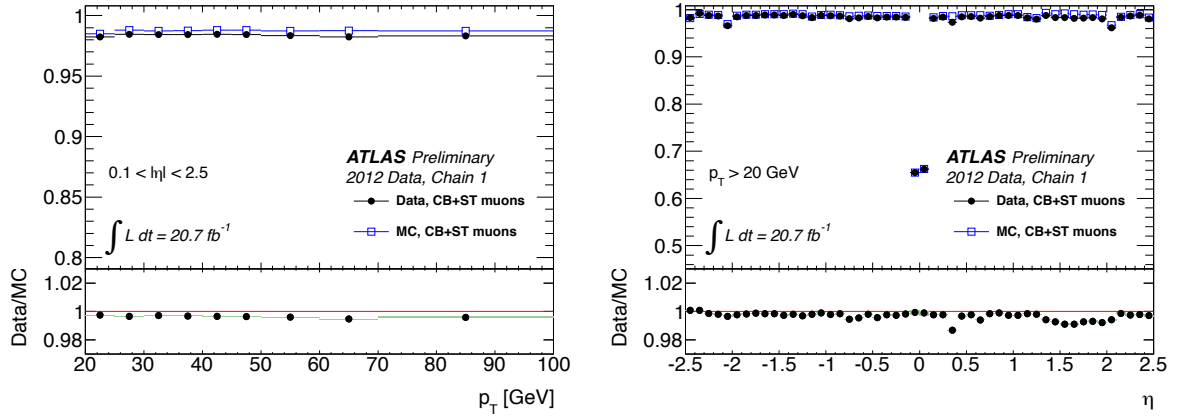 1
0.95
0.9
0.85
0.8
0.1 < |η| < 2.5
ATLAS Preliminary
2012 Data, Chain 1
Data, CB+ST muons
MC, CB+ST muons
∫ L dt = 20.7 fb⁻¹
Data/MC
1.02
1
0.98
20 30 40 50 60 70 80 90 100
p_T [GeV]
1
0.9
0.8
0.7
0.6
0.5
p_T > 20 GeV
ATLAS Preliminary
2012 Data, Chain 1
Data, CB+ST muons
MC, CB+ST muons
∫ L dt = 20.7 fb⁻¹
Data/MC
1.02
1
0.98
-2.5 -2 -1.5 -1 -0.5 0 0.5 1 1.5 2 2.5
η